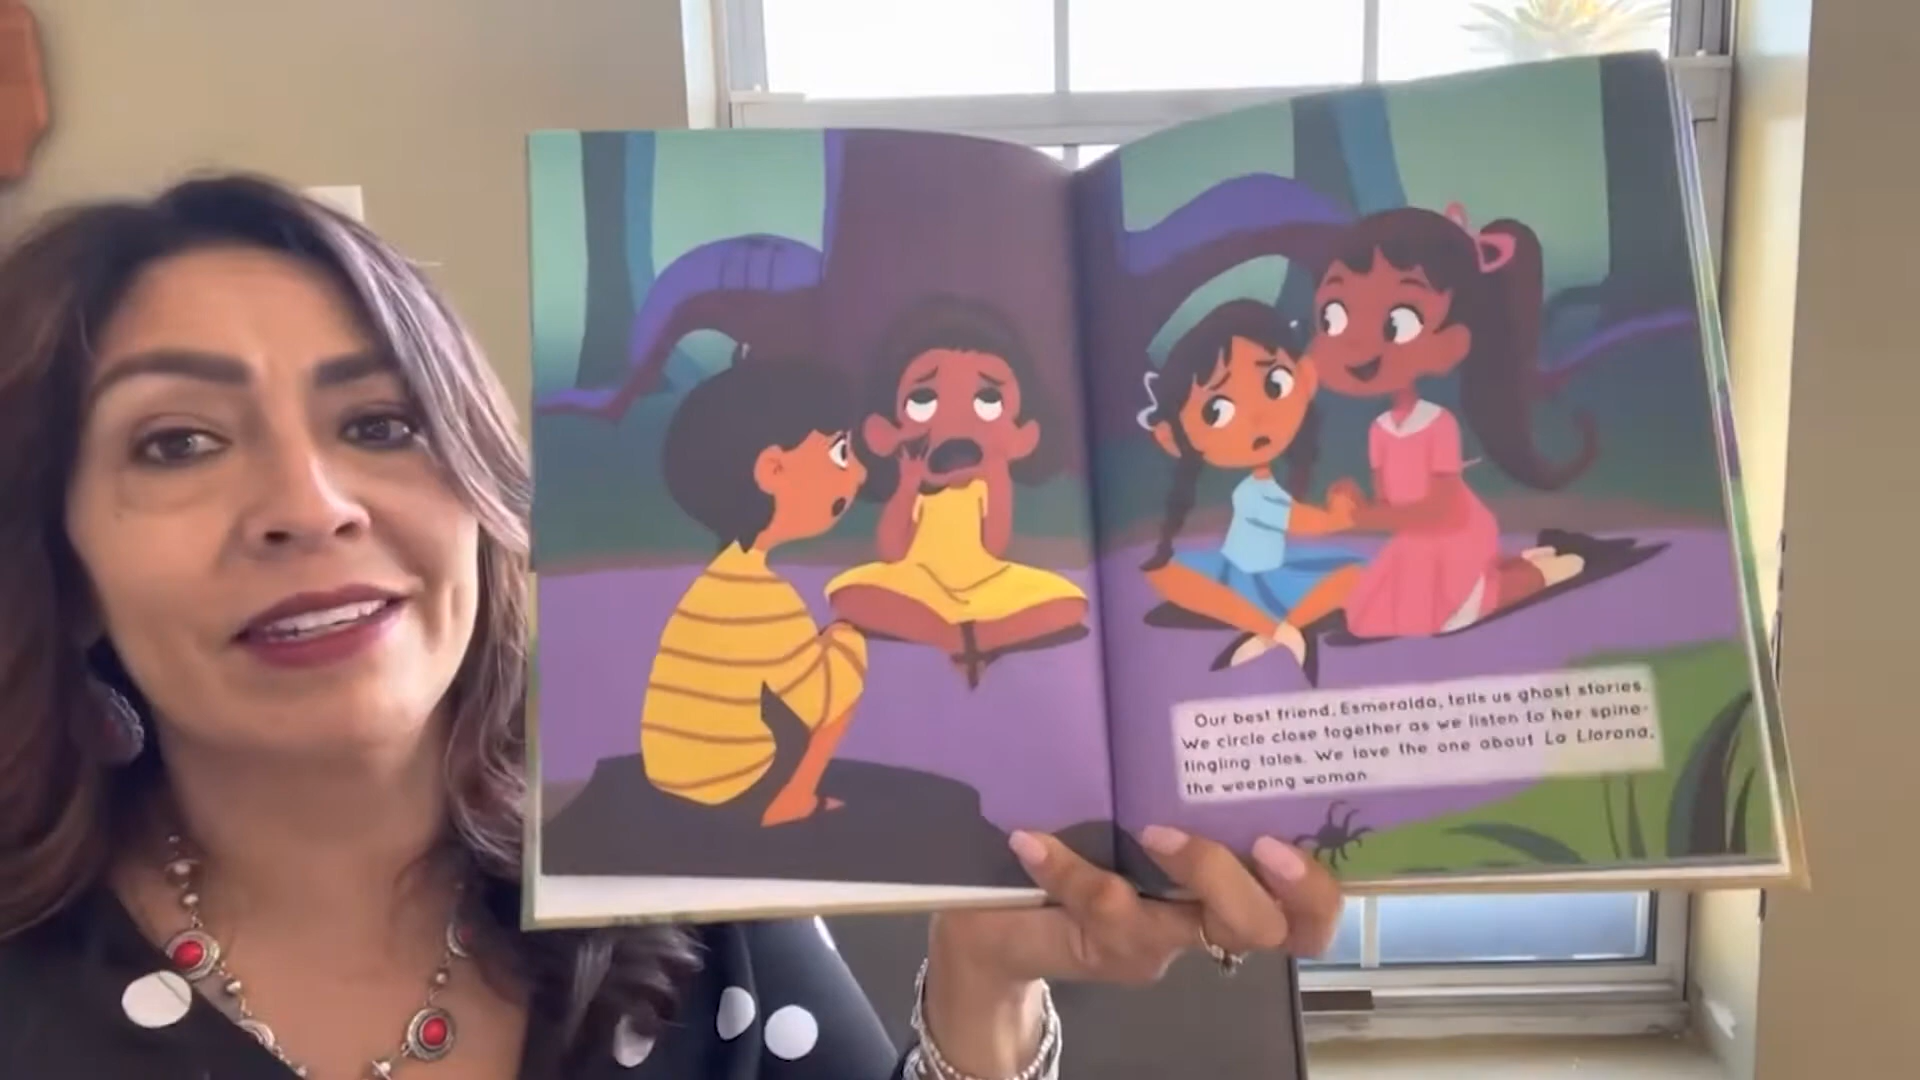 Our best friend, Esmeralda, tells us ghost stories.
We circle close together as we listen to her spine-
tingling tales. We love the one about La Llorona,
the weeping woman.